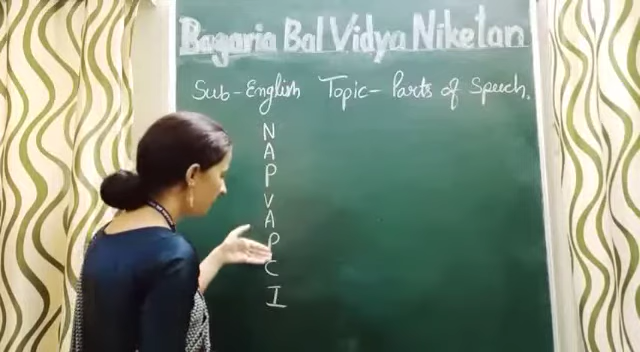 Bagaria Bal Vidya Niketan
Sub-English Topic- Parts of Speech.
N
A
P
V
A
P
C
I